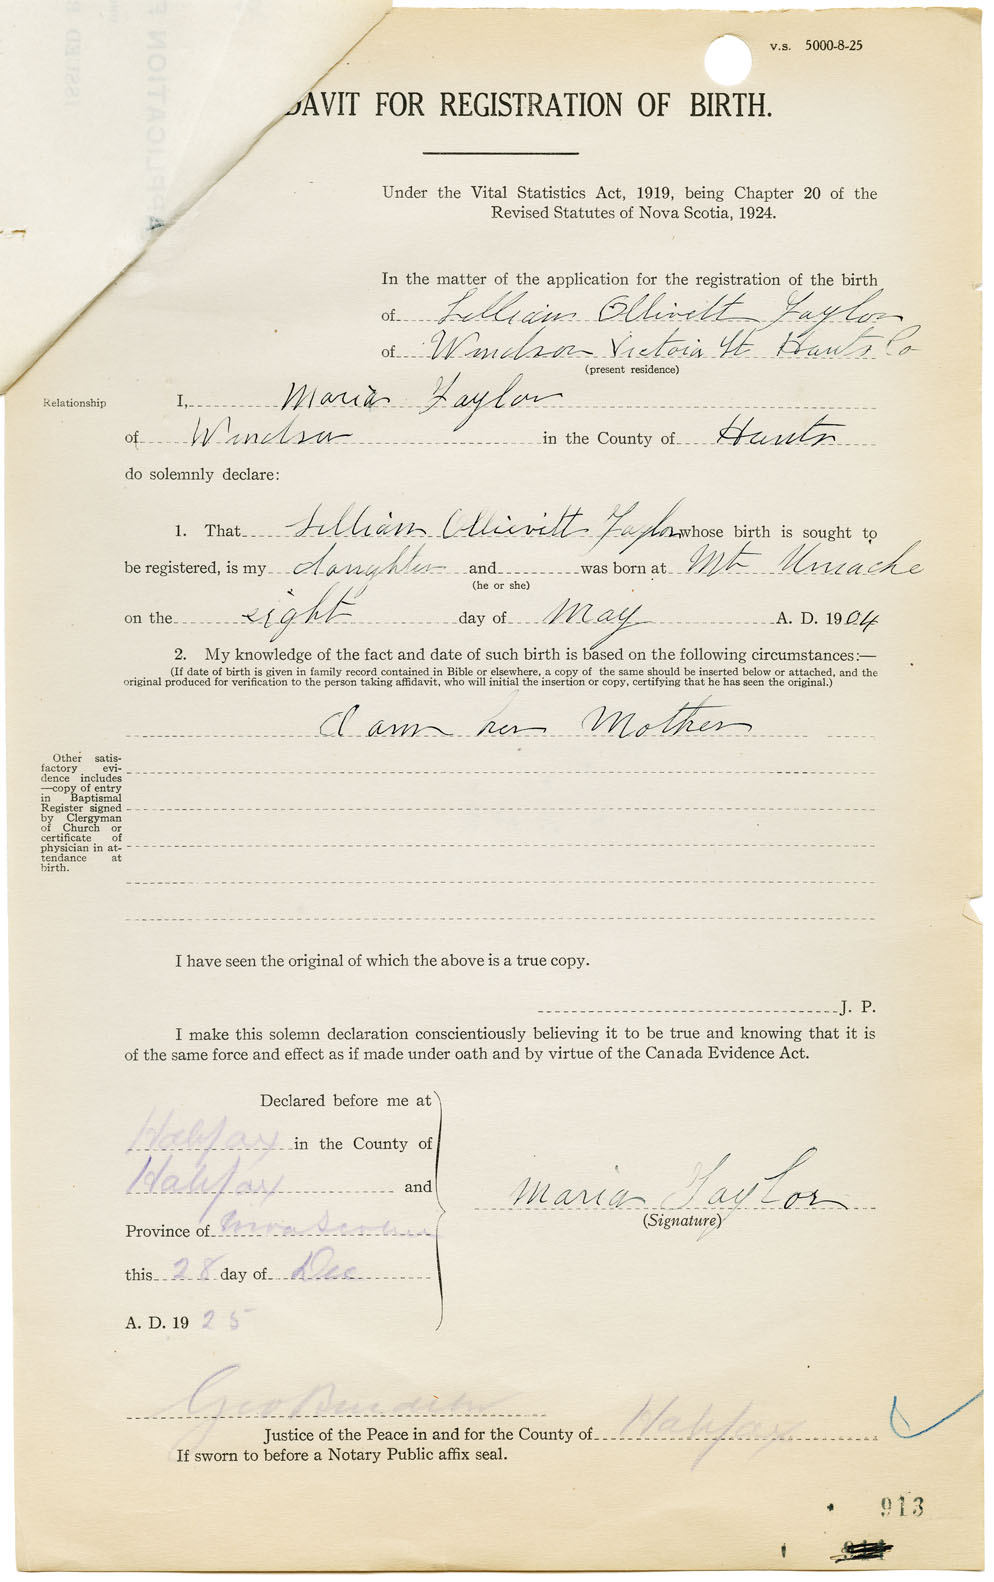 V.S. 5000-8-25
DAVIT FOR REGISTRATION OF BIRTH.
Under the Vital Statistics Act, 1919, being Chapter 20 of the
Revised Statutes of Nova Scotia, 1924.
In the matter of the application for the registration of the birth
of Lillian Ollivitt Taylor
of Windsor Victoria St. Hants Co
(present residence)
Relationship I, Maria Taylor
of Windsor in the County of Hants
do solemnly declare:
1. That Lillian Ollievitt Taylor whose birth is sought to
be registered, is my daughter and was born at Mt Uniacke
(he or she)
on the eight day of May A. D. 1904
2. My knowledge of the fact and date of such birth is based on the following circumstances:—
(If date of birth is given in family record contained in Bible or elsewhere, a copy of the same should be inserted below or attached, and the
original produced for verification to the person taking affidavit, who will initial the insertion or copy, certifying that he has seen the original.)
I am her Mother
Other satis-
factory evi-
dence includes
—copy of entry
in Baptismal
Register signed
by Clergyman
of Church or
certificate of
physician in at-
tendance at
birth.
I have seen the original of which the above is a true copy.
J. P.
I make this solemn declaration conscientiously believing it to be true and knowing that it is
of the same force and effect as if made under oath and by virtue of the Canada Evidence Act.
Declared before me at
Halifax in the County of
Halifax and
Province of Nova Scotia
this 28 day of Dec
A. D. 19 25
Maria Taylor
(Signature)
Geo
Justice of the Peace in and for the County of Halifax
If sworn to before a Notary Public affix seal.
913